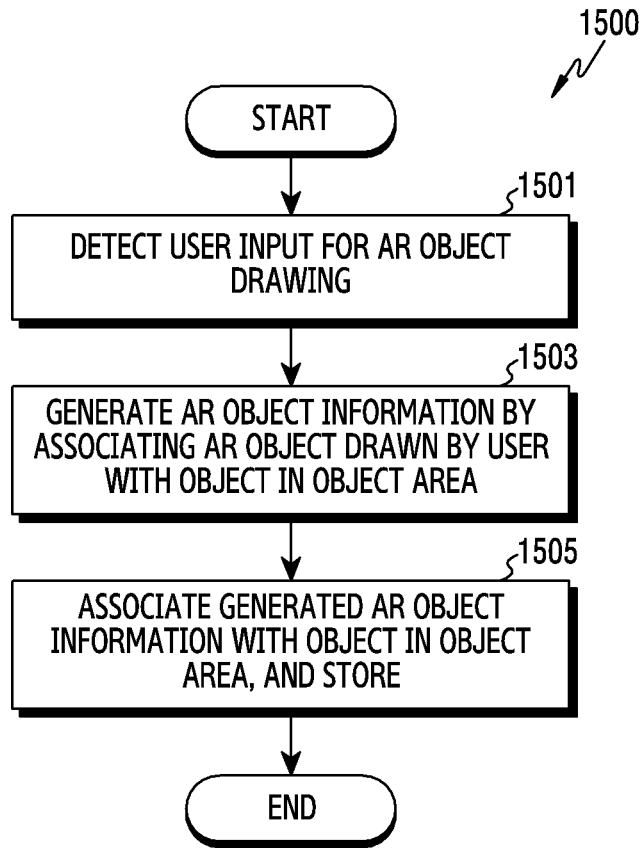 1500
START
1501
DETECT USER INPUT FOR AR OBJECT
DRAWING
1503
GENERATE AR OBJECT INFORMATION BY
ASSOCIATING AR OBJECT DRAWN BY USER
WITH OBJECT IN OBJECT AREA
1505
ASSOCIATE GENERATED AR OBJECT
INFORMATION WITH OBJECT IN OBJECT
AREA, AND STORE
END